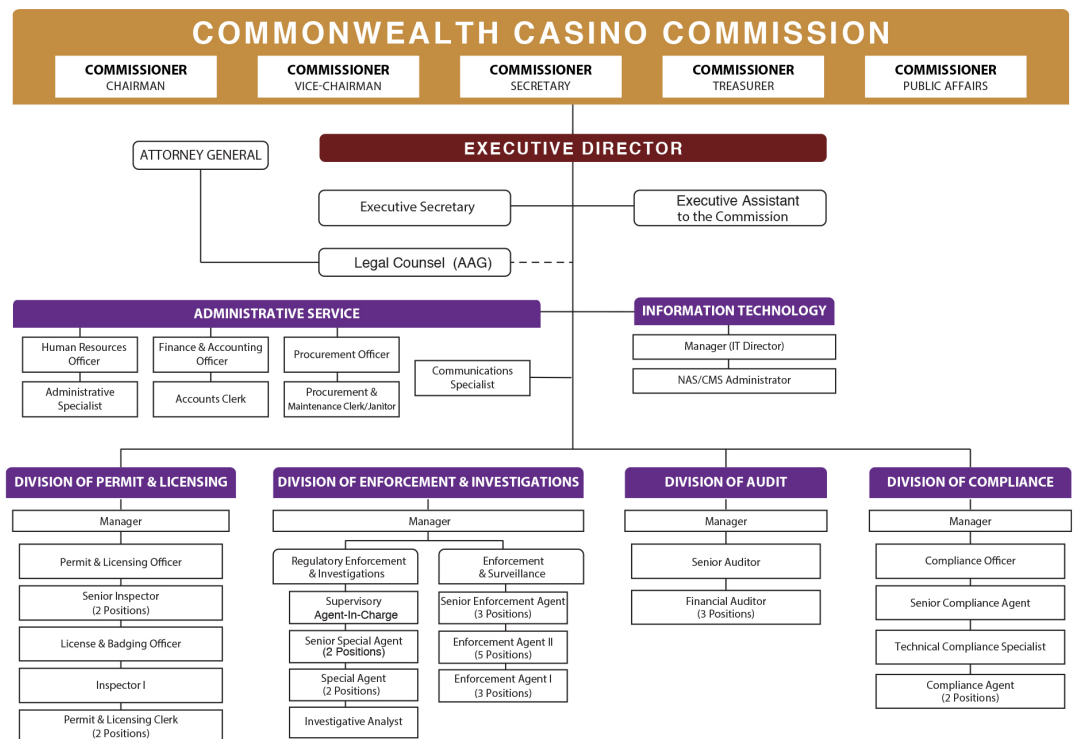 COMMONWEALTH CASINO COMMISSION
COMMISSIONER
CHAIRMAN
COMMISSIONER
VICE-CHAIRMAN
COMMISSIONER
SECRETARY
COMMISSIONER
TREASURER
COMMISSIONER
PUBLIC AFFAIRS
ATTORNEY GENERAL
EXECUTIVE DIRECTOR
Executive Secretary
Executive Assistant
to the Commission
Legal Counsel (AAG)
ADMINISTRATIVE SERVICE
Human Resources
Officer
Finance & Accounting
Officer
Procurement Officer
Administrative
Specialist
Accounts Clerk
Procurement &
Maintenance Clerk/Janitor
Communications
Specialist
INFORMATION TECHNOLOGY
Manager (IT Director)
NAS/CMS Administrator
DIVISION OF PERMIT & LICENSING
Manager
Permit & Licensing Officer
Senior Inspector
(2 Positions)
License & Badging Officer
Inspector I
Permit & Licensing Clerk
(2 Positions)
DIVISION OF ENFORCEMENT & INVESTIGATIONS
Manager
Regulatory Enforcement
& Investigations
Supervisory
Agent-In-Charge
Senior Special Agent
(2 Positions)
Special Agent
(2 Positions)
Investigative Analyst
Enforcement
& Surveillance
Senior Enforcement Agent
(3 Positions)
Enforcement Agent II
(5 Positions)
Enforcement Agent I
(3 Positions)
DIVISION OF AUDIT
Manager
Senior Auditor
Financial Auditor
(3 Positions)
DIVISION OF COMPLIANCE
Manager
Compliance Officer
Senior Compliance Agent
Technical Compliance Specialist
Compliance Agent
(2 Positions)